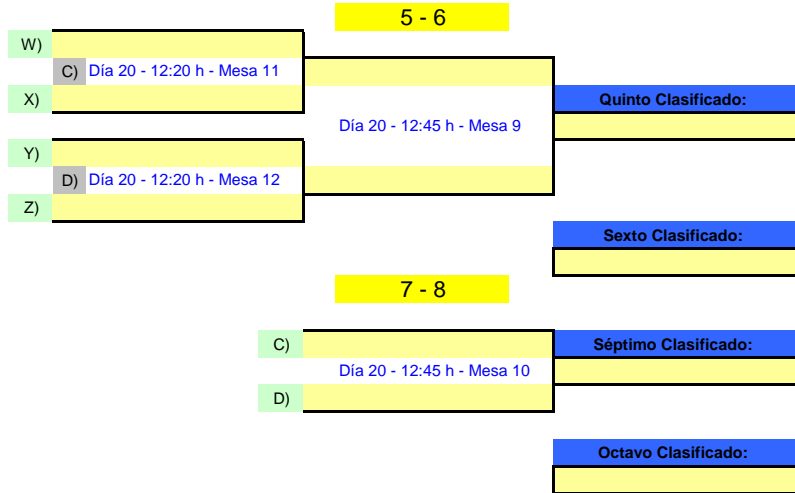 5 - 6
W)
C) Día 20 - 12:20 h - Mesa 11
X)
Quinto Clasificado:
Día 20 - 12:45 h - Mesa 9
Y)
D) Día 20 - 12:20 h - Mesa 12
Z)
Sexto Clasificado:
7 - 8
C)
Séptimo Clasificado:
Día 20 - 12:45 h - Mesa 10
D)
Octavo Clasificado: